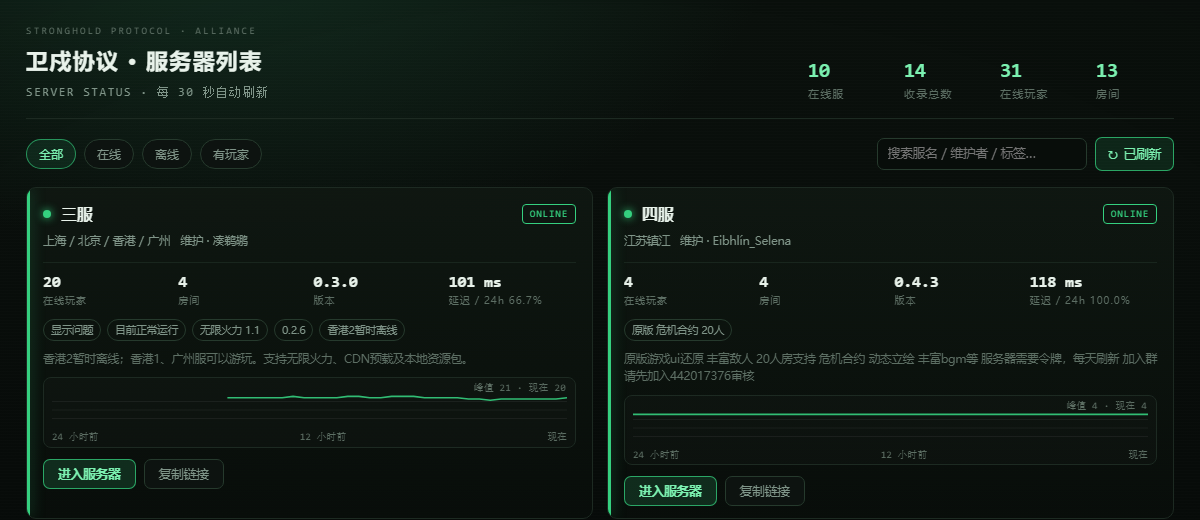 STRONGHOLD PROTOCOL · ALLIANCE
卫戍协议 • 服务器列表
SERVER STATUS · 每 30 秒自动刷新
10 14 31 13
在线服 收录总数 在线玩家 房间
全部 在线 离线 有玩家 搜索服名 / 维护者 / 标签... ↻ 已刷新
三服 ONLINE
上海 / 北京 / 香港 / 广州 维护 · 凑鹈鹕
20 4 0.3.0 101 ms
在线玩家 房间 版本 延迟 / 24h 66.7%
显示问题 目前正常运行 无限火力 1.1 0.2.6 香港2暂时离线
香港2暂时离线；香港1、广州服可以游玩。支持无限火力、CDN预载及本地资源包。
峰值 21 · 现在 20
24 小时前 12 小时前 现在
进入服务器 复制链接
四服 ONLINE
江苏镇江 维护 · Eibhlín_Selena
4 4 0.4.3 118 ms
在线玩家 房间 版本 延迟 / 24h 100.0%
原版 危机合约 20人
原版游戏ui还原 丰富敌人 20人房支持 危机合约 动态立绘 丰富bgm等 服务器需要令牌，每天刷新 加入群
请先加入442017376审核
峰值 4 · 现在 4
24 小时前 12 小时前 现在
进入服务器 复制链接